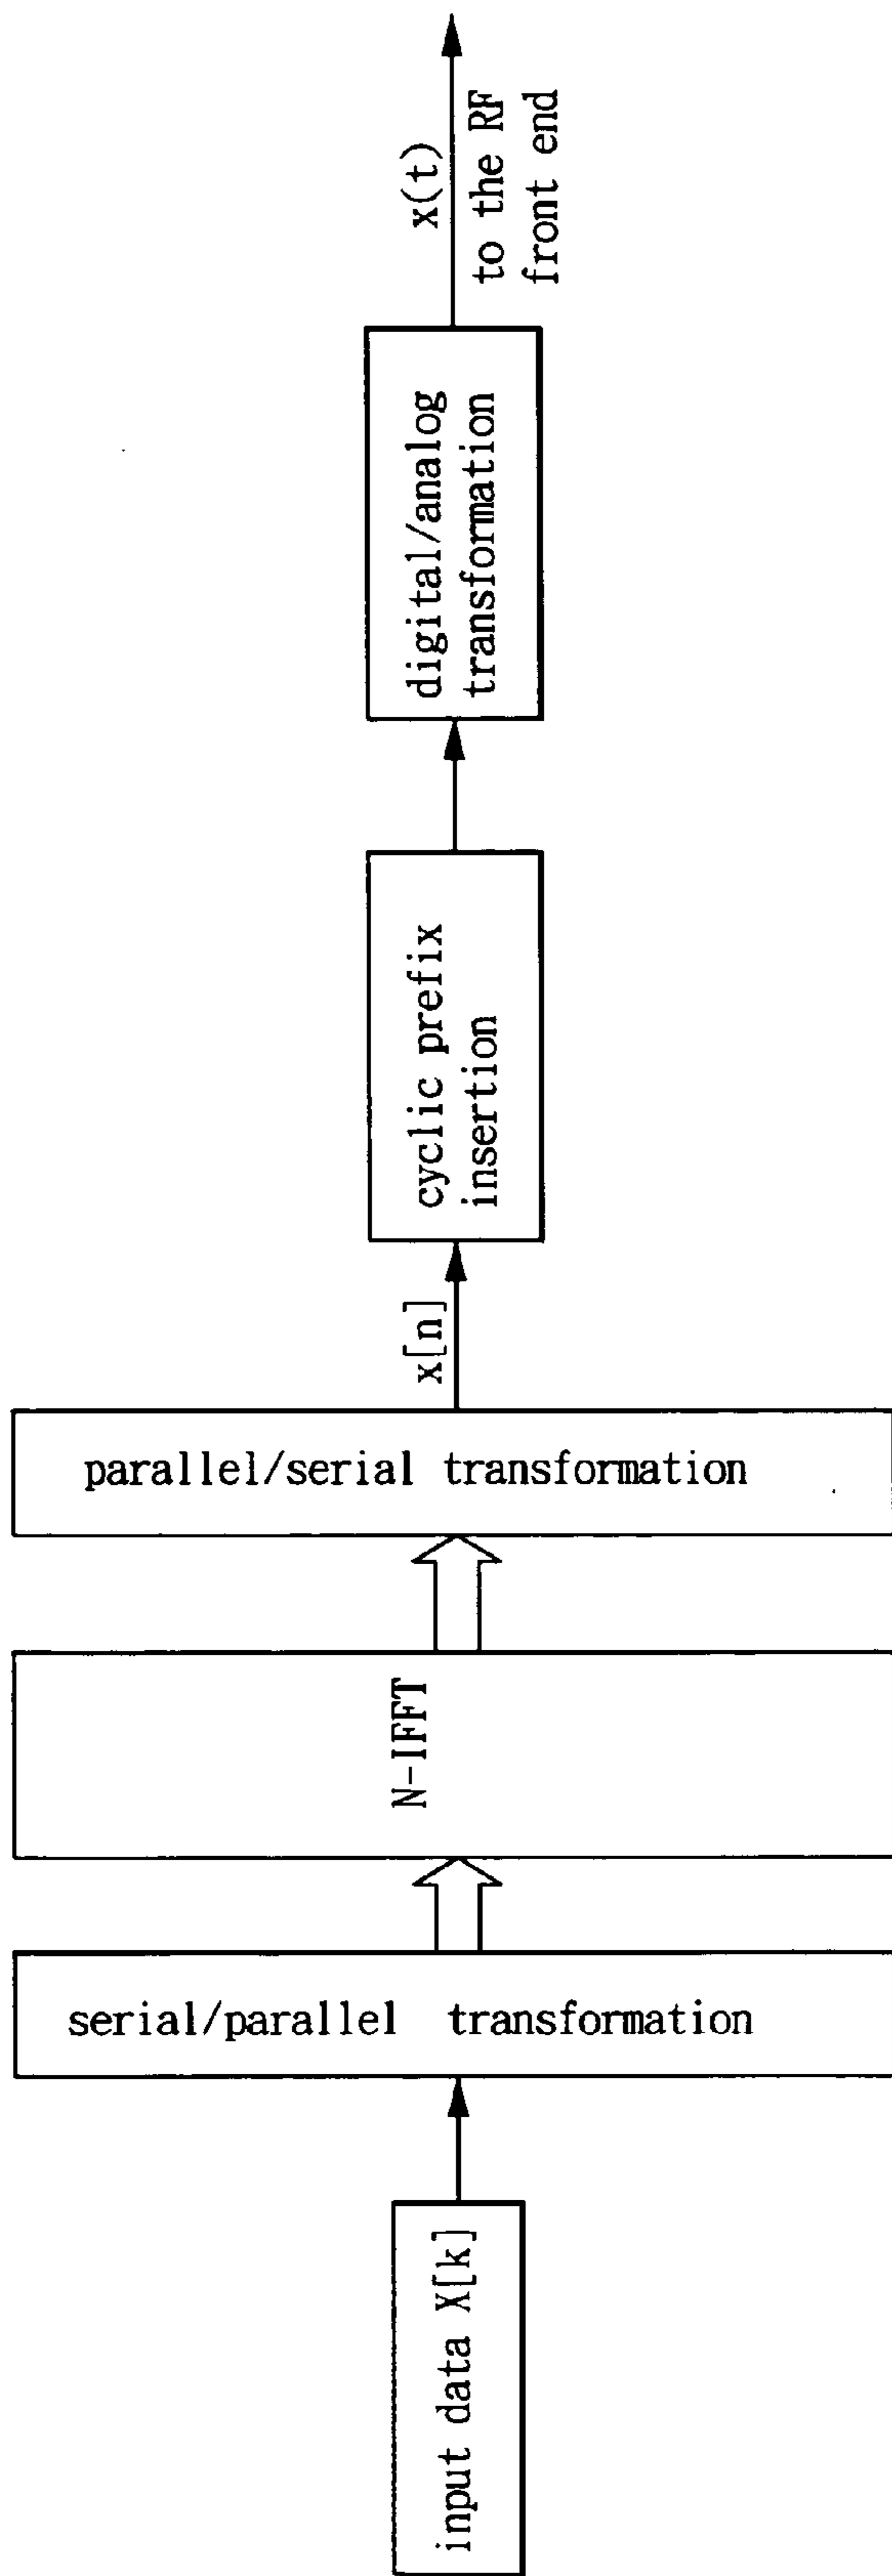 input data X[k]
serial/parallel transformation
N-IFFT
parallel/serial transformation
x[n]
cyclic prefix
insertion
digital/analog
transformation
x(t)
to the RF
front end